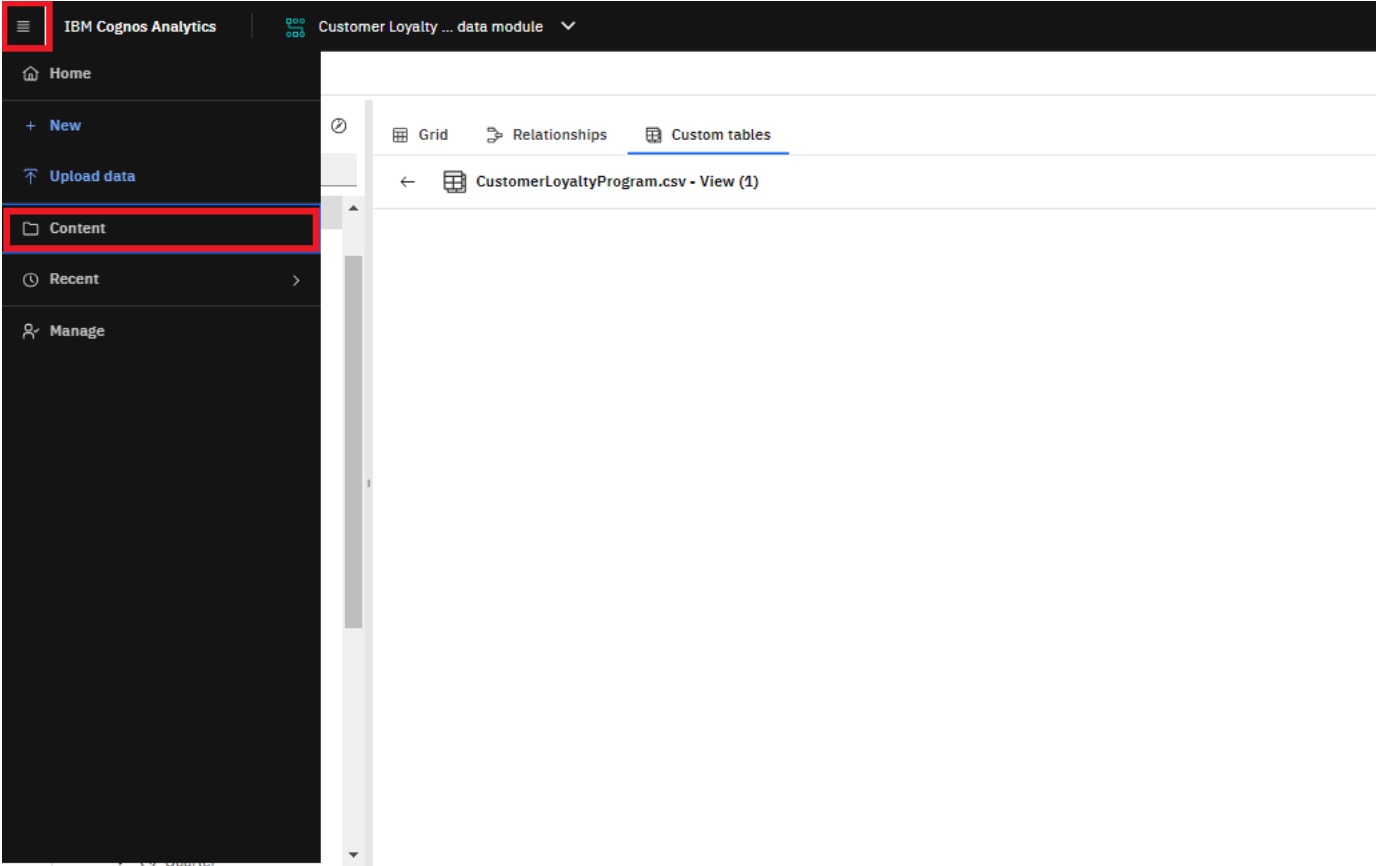 IBM Cognos Analytics
Customer Loyalty ... data module
Home
+ New
Upload data
Content
Recent
Manage
Grid
Relationships
Custom tables
CustomerLoyaltyProgram.csv - View (1)